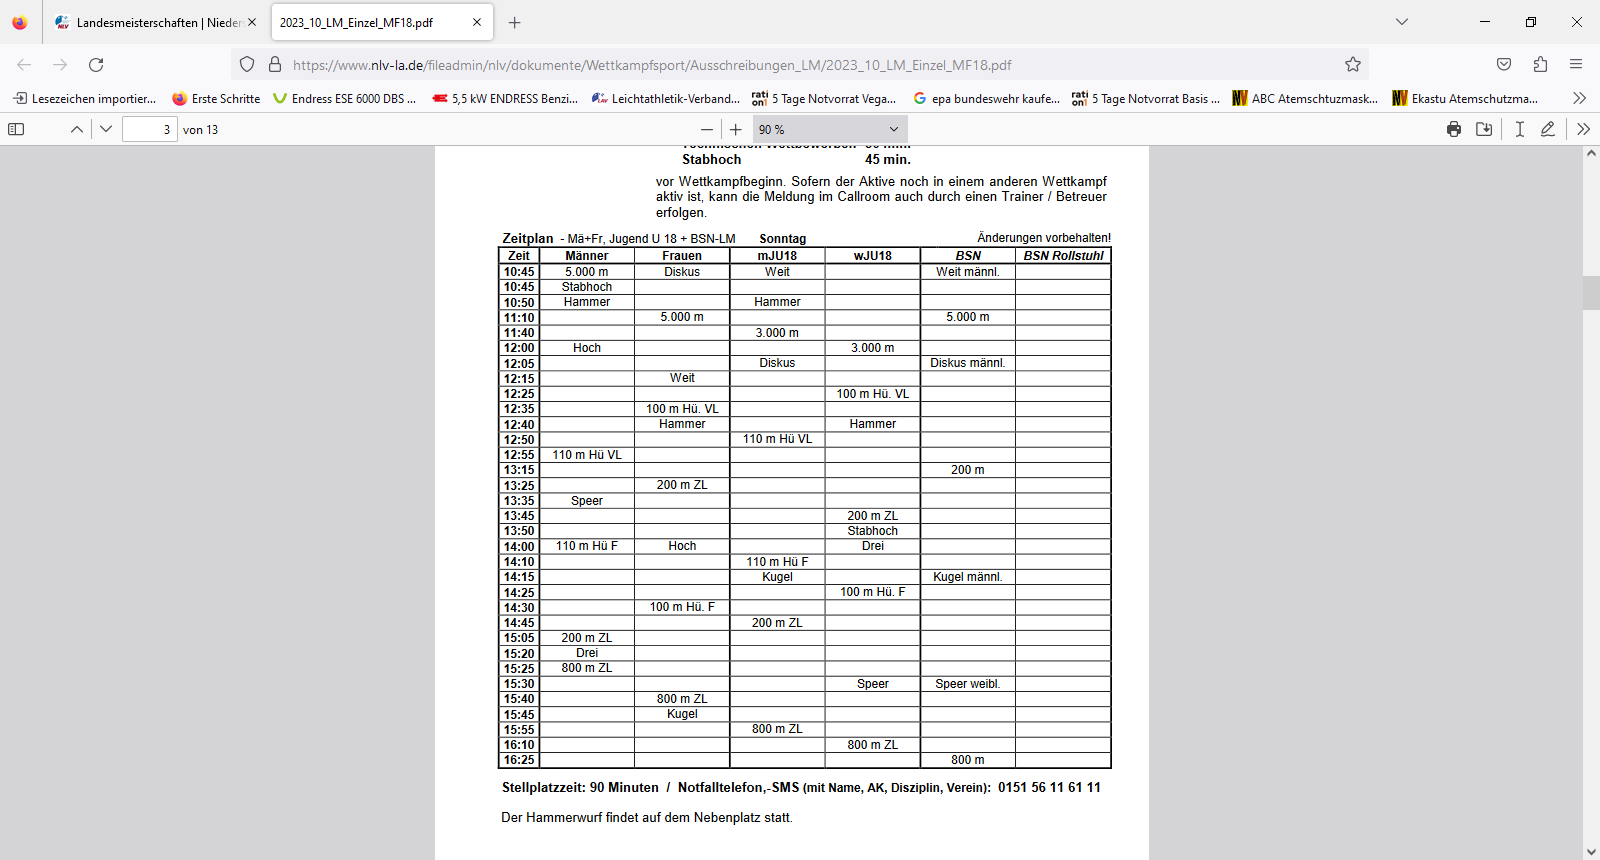 Landesmeisterschaften | Nieder
2023_10_LM_Einzel_MF18.pdf
https://www.nlv-la.de/fileadmin/nlv/dokumente/Wettkampfsport/Ausschreibungen_LM/2023_10_LM_Einzel_MF18.pdf
Lesezeichen importier... Erste Schritte Endress ESE 6000 DBS ... 5,5 kW ENDRESS Benzi... Leichtathletik-Verband... 5 Tage Notvorrat Vega... epa bundeswehr kaufe... 5 Tage Notvorrat Basis ... ABC Atemschtuzmask... Ekastu Atemschutzma...
3 von 13 90 %
Technischen Wettbewerben
Stabhoch 45 min.
vor Wettkampfbeginn. Sofern der Aktive noch in einem anderen Wettkampf
aktiv ist, kann die Meldung im Callroom auch durch einen Trainer / Betreuer
erfolgen.
Zeitplan - Mä+Fr, Jugend U 18 + BSN-LM Sonntag Änderungen vorbehalten!
Zeit Männer Frauen mJU18 wJU18 BSN BSN Rollstuhl
10:45 5.000 m Diskus Weit Weit männl.
10:45 Stabhoch
10:50 Hammer Hammer
11:10 5.000 m 5.000 m
11:40 3.000 m
12:00 Hoch 3.000 m
12:05 Diskus Diskus männl.
12:15 Weit
12:25 100 m Hü. VL
12:35 100 m Hü. VL
12:40 Hammer Hammer
12:50 110 m Hü VL
12:55 110 m Hü VL
13:15 200 m
13:25 200 m ZL
13:35 Speer
13:45 200 m ZL
13:50 Stabhoch
14:00 110 m Hü F Hoch Drei
14:10 110 m Hü F
14:15 Kugel Kugel männl.
14:25 100 m Hü. F
14:30 100 m Hü. F
14:45 200 m ZL
15:05 200 m ZL
15:20 Drei
15:25 800 m ZL
15:30 Speer Speer weibl.
15:40 800 m ZL
15:45 Kugel
15:55 800 m ZL
16:10 800 m ZL
16:25 800 m
Stellplatzzeit: 90 Minuten / Notfalltelefon,-SMS (mit Name, AK, Disziplin, Verein): 0151 56 11 61 11
Der Hammerwurf findet auf dem Nebenplatz statt.